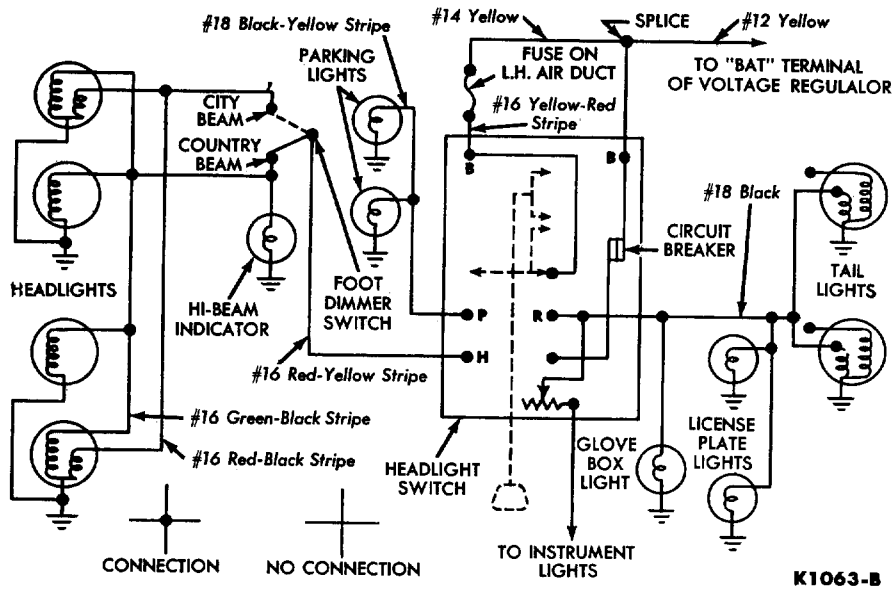 #18 Black-Yellow Stripe
#14 Yellow
SPLICE
#12 Yellow
PARKING
LIGHTS
FUSE ON
L.H. AIR DUCT
TO "BAT" TERMINAL
OF VOLTAGE REGULALOR
CITY
BEAM
#16 Yellow-Red
Stripe
COUNTRY
BEAM
S
B
#18 Black
CIRCUIT
BREAKER
HEADLIGHTS
HI-BEAM
INDICATOR
FOOT
DIMMER
SWITCH
TAIL
LIGHTS
P
R
H
#16 Red-Yellow Stripe
#16 Green-Black Stripe
#16 Red-Black Stripe
HEADLIGHT
SWITCH
GLOVE
BOX
LIGHT
LICENSE
PLATE
LIGHTS
CONNECTION
NO CONNECTION
TO INSTRUMENT
LIGHTS
K1063-B